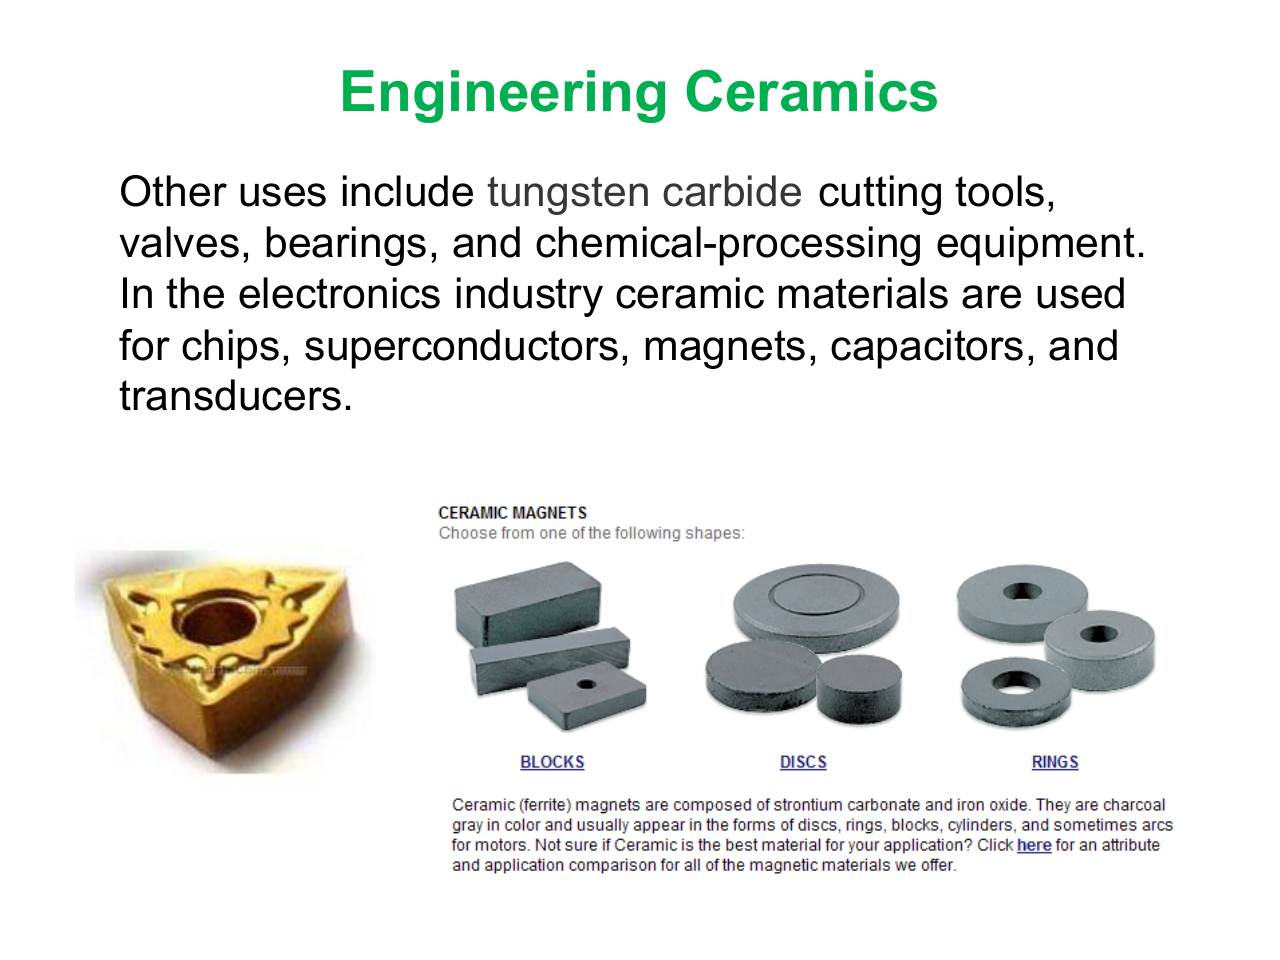 Engineering Ceramics
Other uses include tungsten carbide cutting tools,
valves, bearings, and chemical-processing equipment.
In the electronics industry ceramic materials are used
for chips, superconductors, magnets, capacitors, and
transducers.
CERAMIC MAGNETS
Choose from one of the following shapes:
BLOCKS
DISCS
RINGS
Ceramic (ferrite) magnets are composed of strontium carbonate and iron oxide. They are charcoal
gray in color and usually appear in the forms of discs, rings, blocks, cylinders, and sometimes arcs
for motors. Not sure if Ceramic is the best material for your application? Click here for an attribute
and application comparison for all of the magnetic materials we offer.